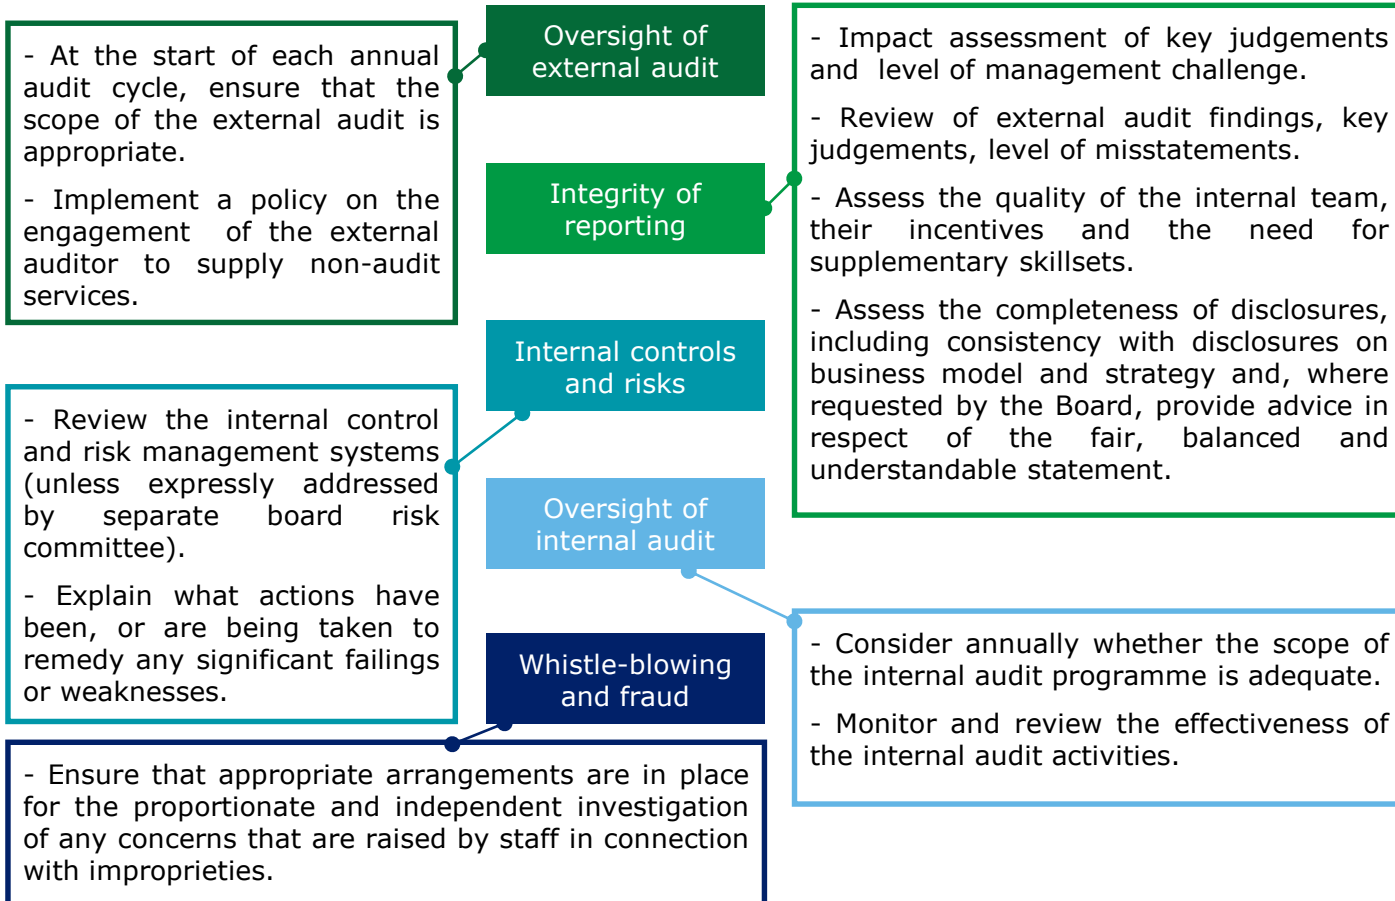 Oversight of
external audit
- At the start of each annual
audit cycle, ensure that the
scope of the external audit is
appropriate.
- Implement a policy on the
engagement of the external
auditor to supply non-audit
services.
Integrity of
reporting
- Impact assessment of key judgements
and level of management challenge.
- Review of external audit findings, key
judgements, level of misstatements.
- Assess the quality of the internal team,
their incentives and the need for
supplementary skillsets.
- Assess the completeness of disclosures,
including consistency with disclosures on
business model and strategy and, where
requested by the Board, provide advice in
respect of the fair, balanced and
understandable statement.
Internal controls
and risks
- Review the internal control
and risk management systems
(unless expressly addressed
by separate board risk
committee).
- Explain what actions have
been, or are being taken to
remedy any significant failings
or weaknesses.
Oversight of
internal audit
- Consider annually whether the scope of
the internal audit programme is adequate.
- Monitor and review the effectiveness of
the internal audit activities.
Whistle-blowing
and fraud
- Ensure that appropriate arrangements are in place
for the proportionate and independent investigation
of any concerns that are raised by staff in connection
with improprieties.